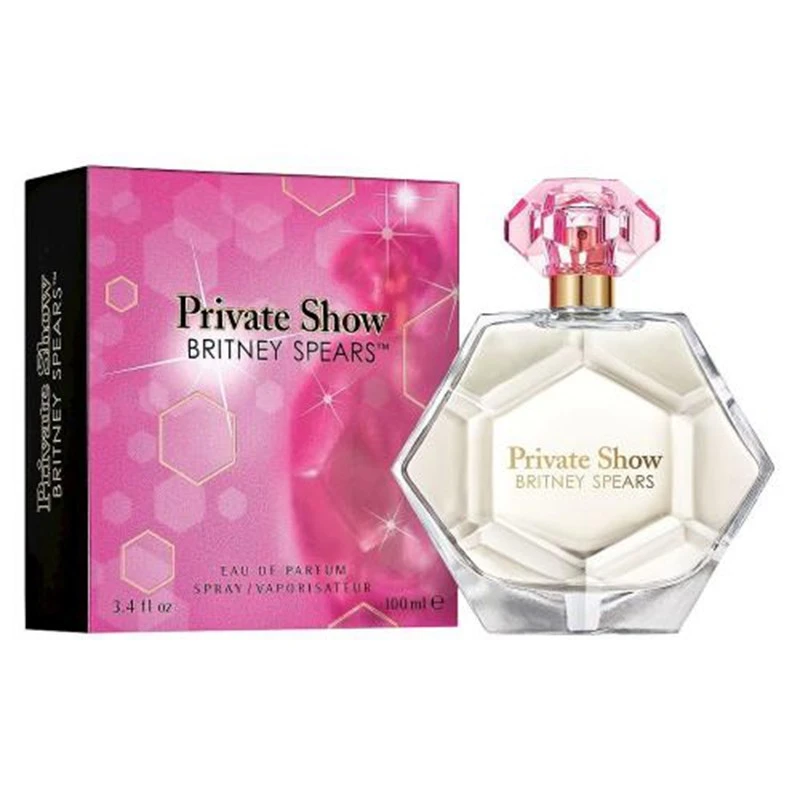 Private Show
BRITNEY SPEARS™
Private Show
BRITNEY SPEARS™
EAU DE PARFUM
SPRAY / VAPORISATEUR
3.4 fl oz
100 ml ℮
Private Show
BRITNEY SPEARS